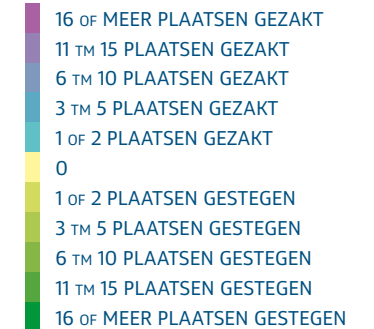 16 OF MEER PLAATSEN GEZAKT
11 TM 15 PLAATSEN GEZAKT
6 TM 10 PLAATSEN GEZAKT
3 TM 5 PLAATSEN GEZAKT
1 OF 2 PLAATSEN GEZAKT
0
1 OF 2 PLAATSEN GESTEGEN
3 TM 5 PLAATSEN GESTEGEN
6 TM 10 PLAATSEN GESTEGEN
11 TM 15 PLAATSEN GESTEGEN
16 OF MEER PLAATSEN GESTEGEN